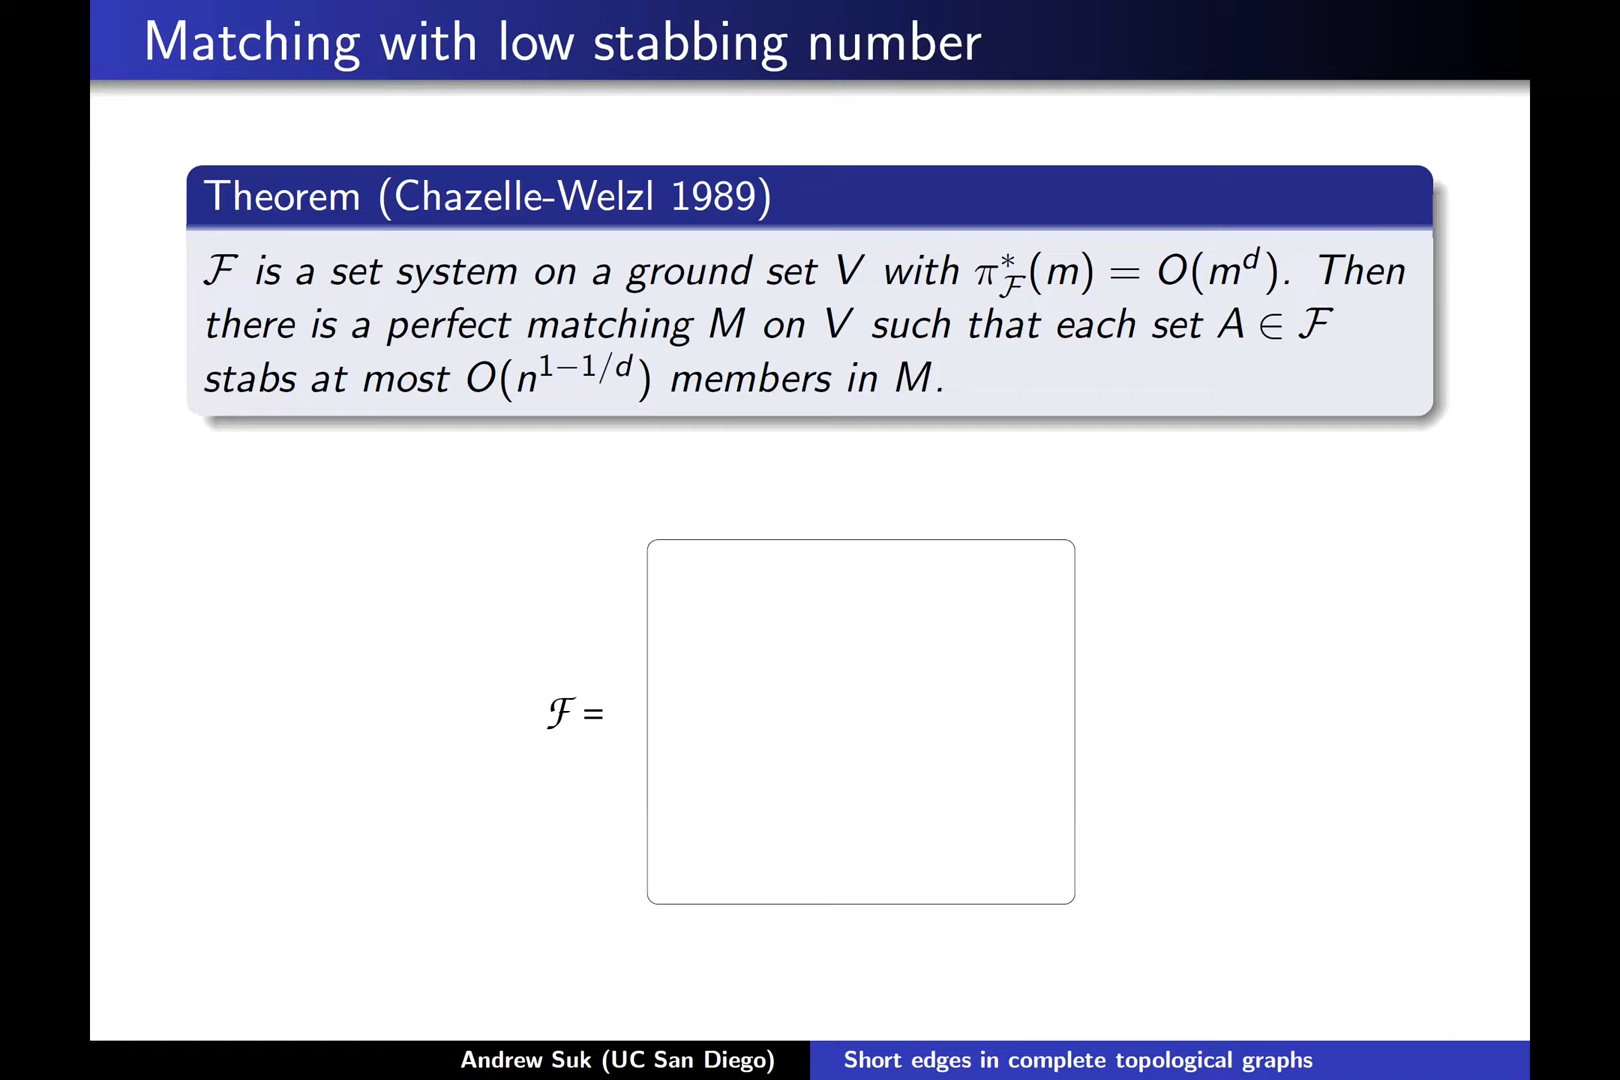 Matching with low stabbing number
Theorem (Chazelle-Welzl 1989)
ℱ is a set system on a ground set V with π*_ℱ(m) = O(m^d). Then
there is a perfect matching M on V such that each set A ∈ ℱ
stabs at most O(n^{1−1/d}) members in M.
ℱ =
Andrew Suk (UC San Diego)
Short edges in complete topological graphs